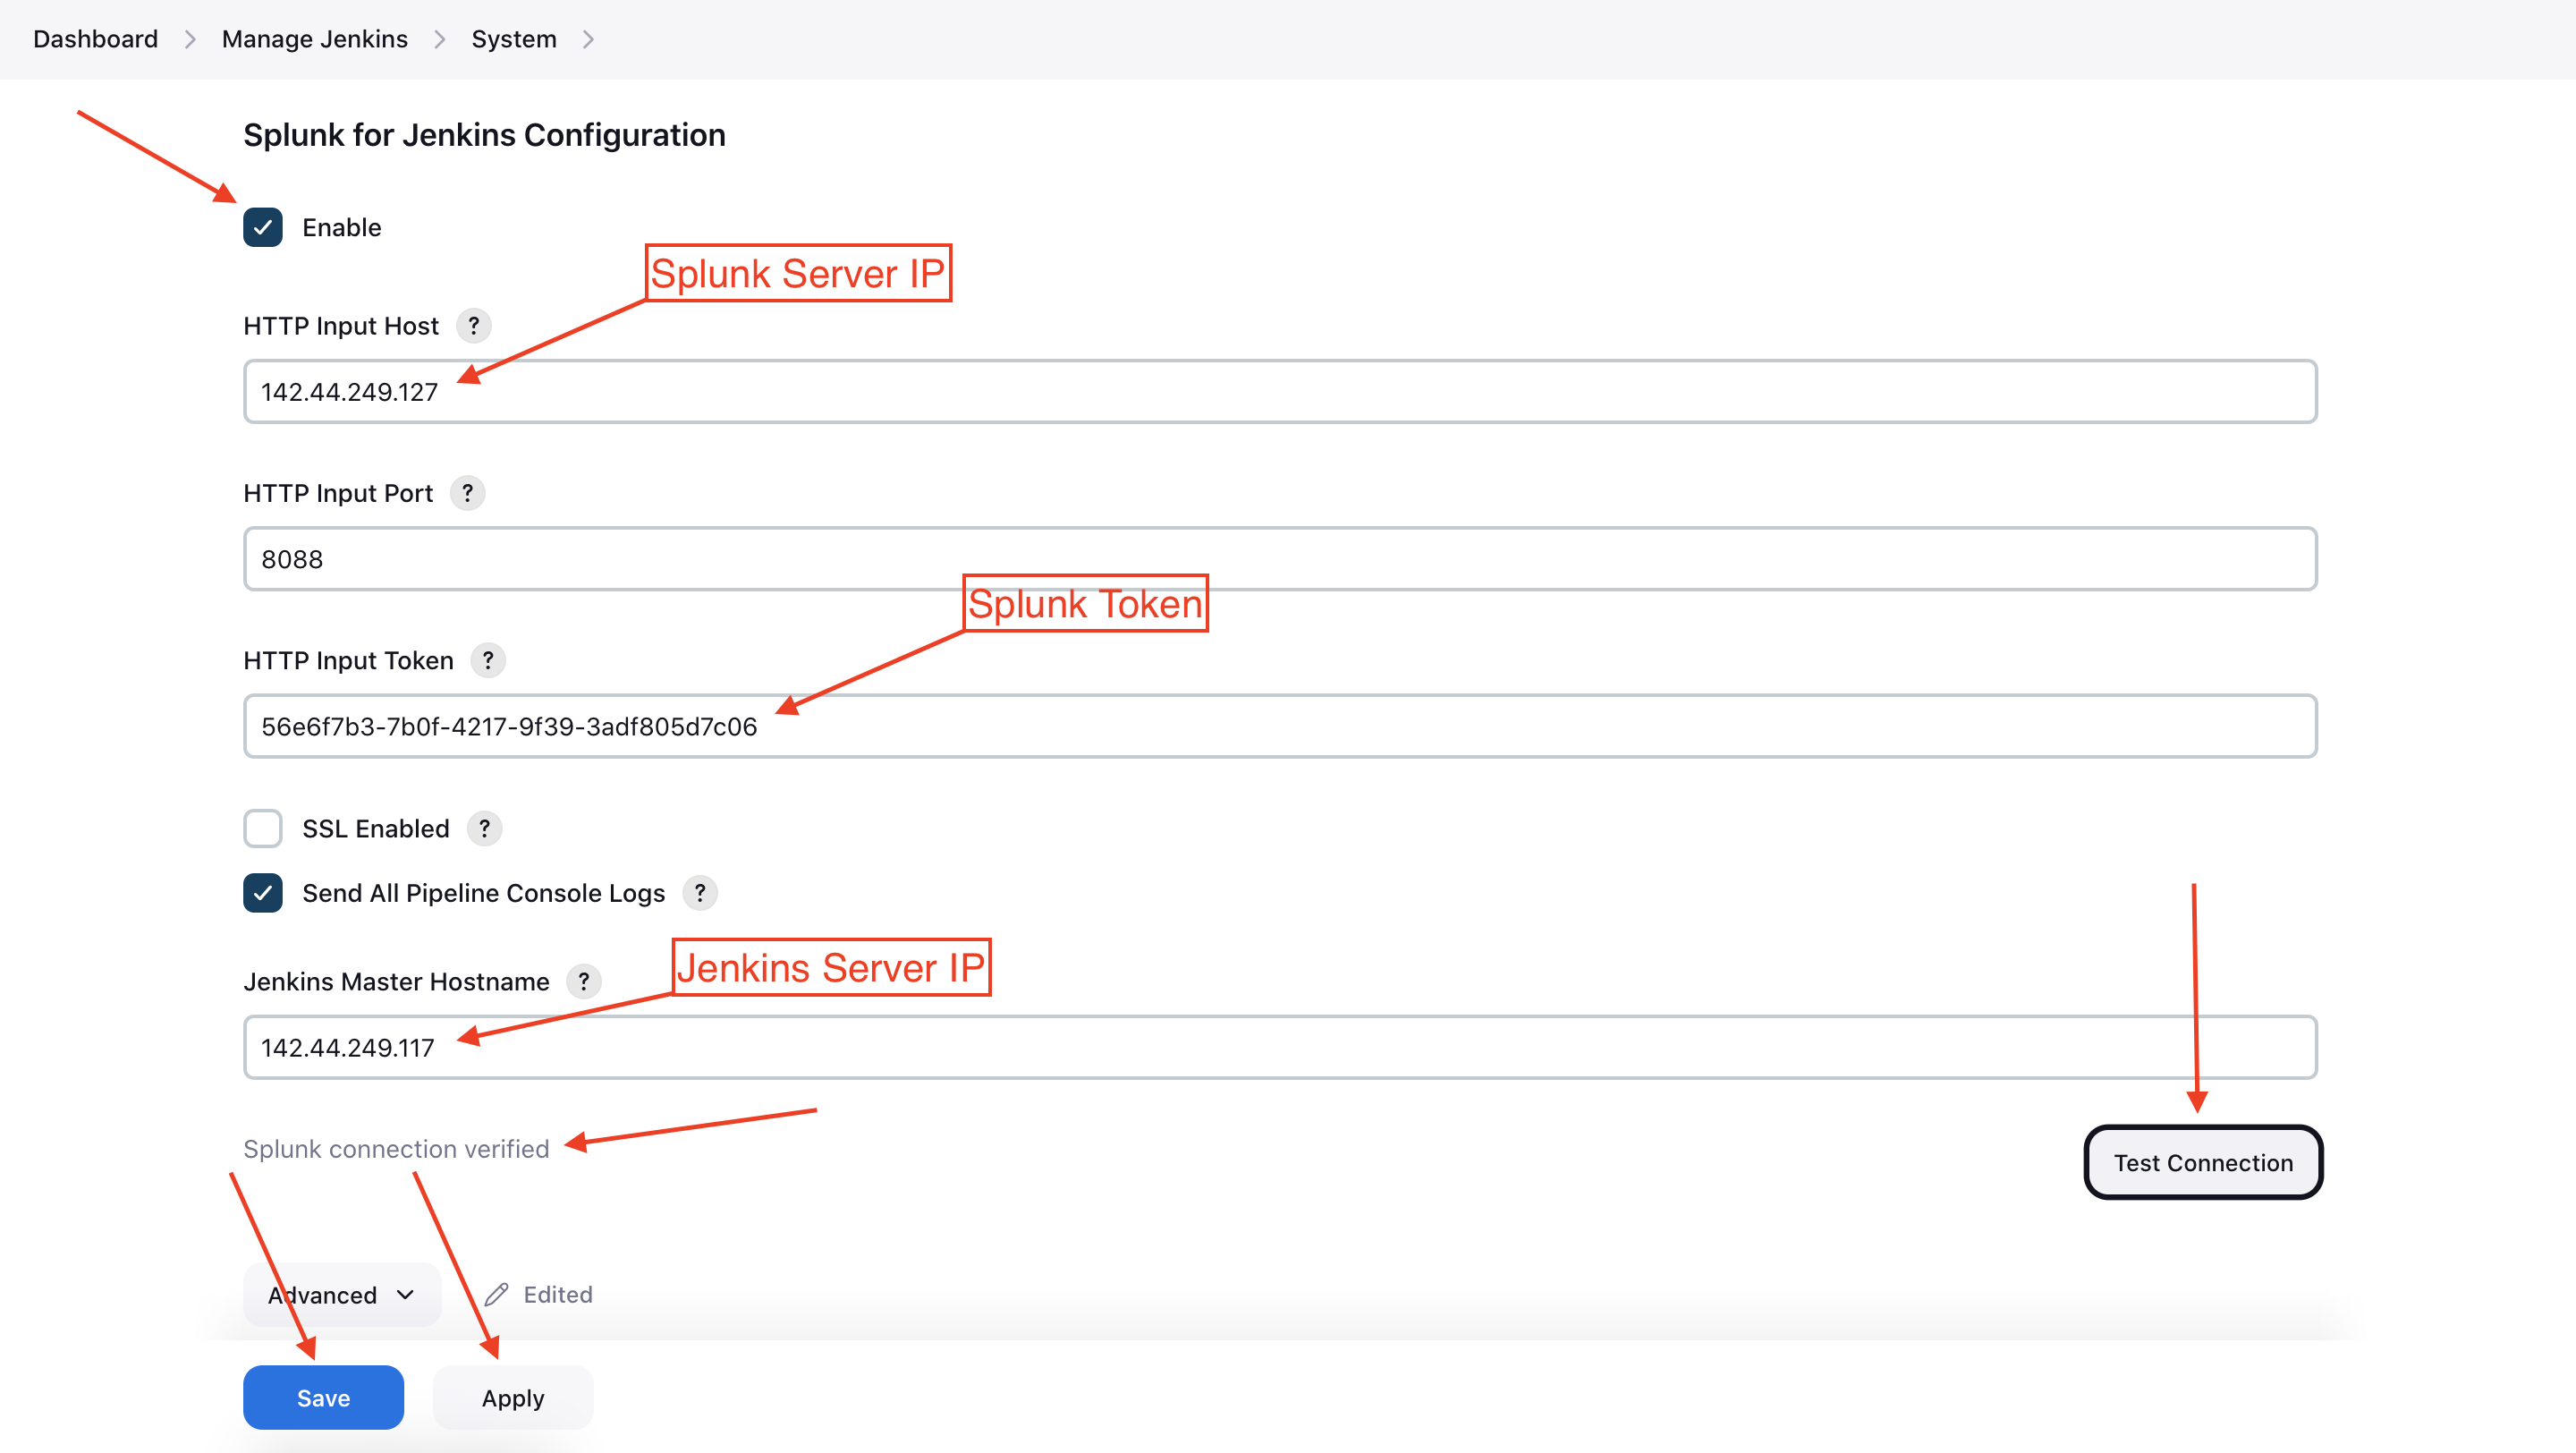 Dashboard > Manage Jenkins > System >
Splunk for Jenkins Configuration
Enable
Splunk Server IP
HTTP Input Host ?
142.44.249.127
HTTP Input Port ?
8088
Splunk Token
HTTP Input Token ?
56e6f7b3-7b0f-4217-9f39-3adf805d7c06
SSL Enabled ?
Send All Pipeline Console Logs ?
Jenkins Server IP
Jenkins Master Hostname ?
142.44.249.117
Splunk connection verified
Test Connection
Advanced
Edited
Save
Apply